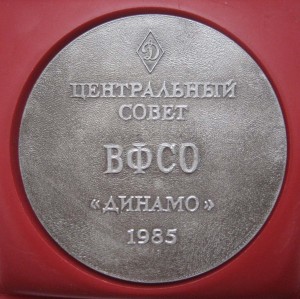 Д
ЦЕНТРАЛЬНЫЙ
СОВЕТ
ВФСО
«ДИНАМО»
1985